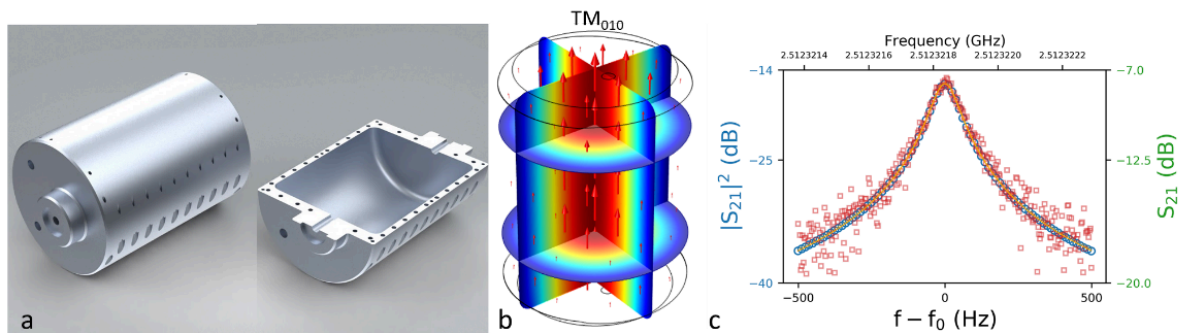 a
TM010
b
Frequency (GHz)
2.5123214 2.5123216 2.5123218 2.5123220 2.5123222
-14
-25
-40
|S21|2 (dB)
-7.0
-12.5
-20.0
S21 (dB)
-500 0 500
f − f0 (Hz)
c